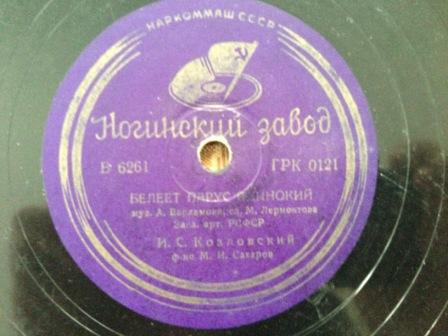 НАРКОММАШ СССР
Ногинский завод
В 6261 ГРК 0121
БЕЛЕЕТ ПАРУС ОДИНОКИЙ
муз. А. Варламова, сл. М. Лермонтова
Засл. арт. РСФСР
И. С. Козловский
ф-но М. И. Сахаров